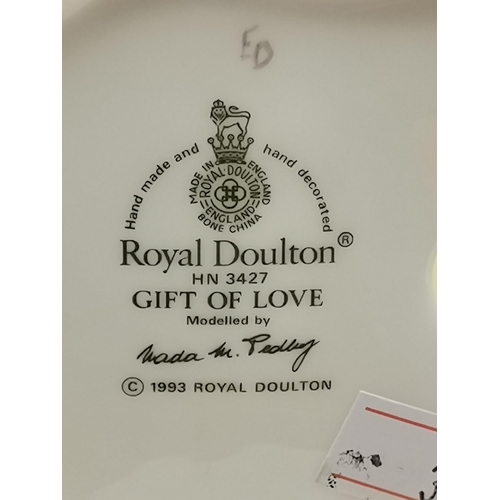 ED
Hand made and hand decorated
MADE IN ENGLAND
ROYAL DOULTON
ENGLAND
BONE CHINA
Royal Doulton®
HN 3427
GIFT OF LOVE
Modelled by
Nada M. Pedley
© 1993 ROYAL DOULTON